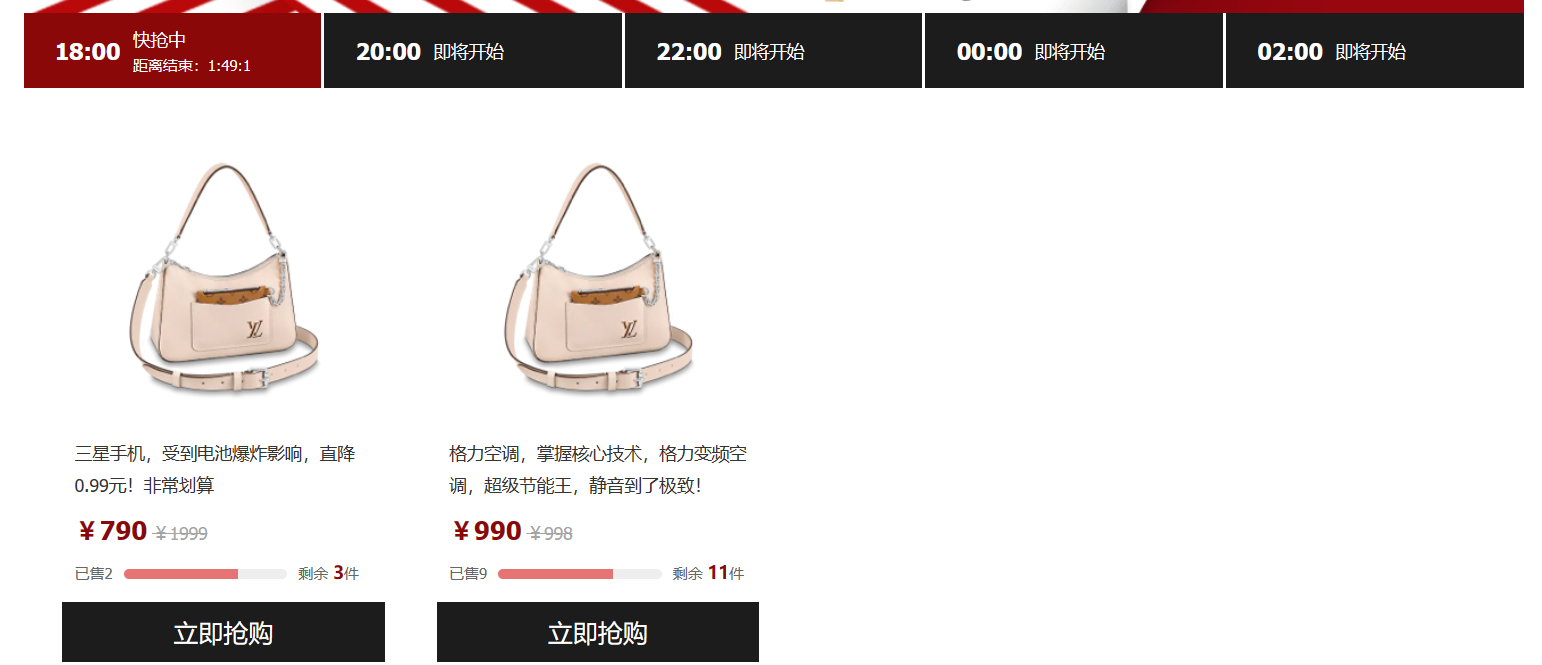 18:00 快抢中
距离结束：1:49:1
20:00 即将开始
22:00 即将开始
00:00 即将开始
02:00 即将开始
三星手机，受到电池爆炸影响，直降
0.99元！非常划算
￥790 ￥1999
已售2 剩余 3件
立即抢购
格力空调，掌握核心技术，格力变频空
调，超级节能王，静音到了极致！
￥990 ￥998
已售9 剩余 11件
立即抢购